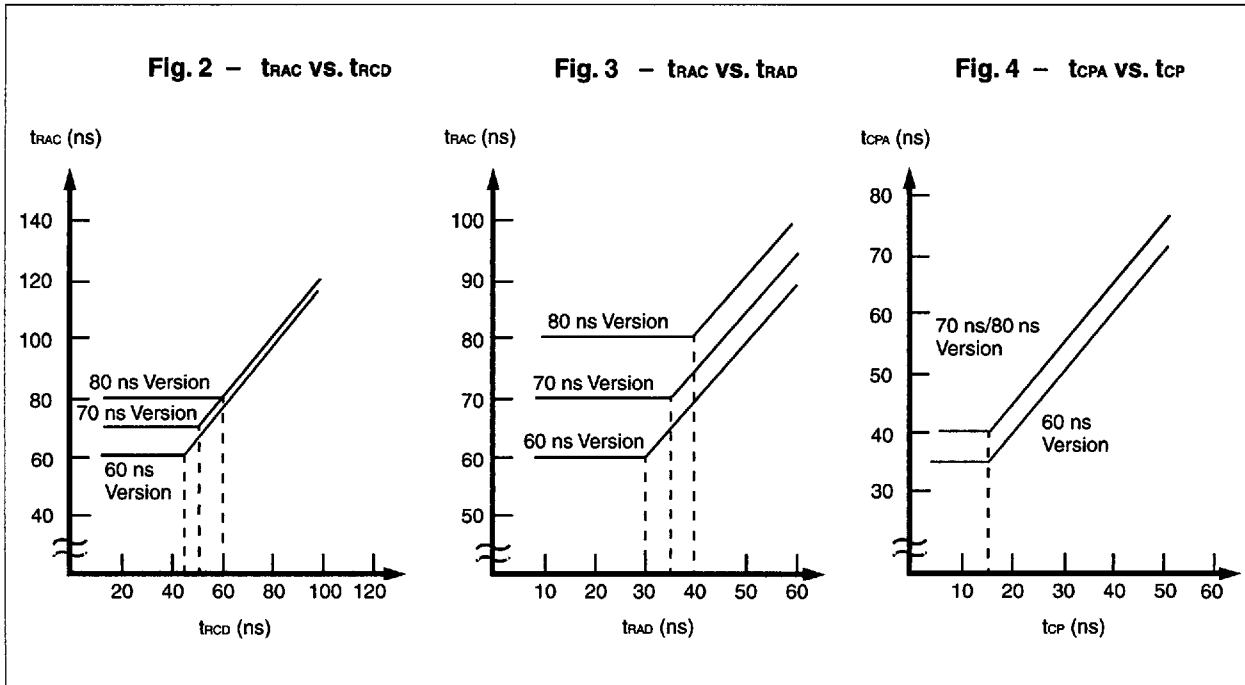 Fig. 2 – tRAC vs. tRCD
tRAC (ns)
140
120
100
80
60
40
80 ns Version
70 ns Version
60 ns
Version
20 40 60 80 100 120
tRCD (ns)
Fig. 3 – tRAC vs. tRAD
tRAC (ns)
100
90
80
70
60
50
80 ns Version
70 ns Version
60 ns Version
10 20 30 40 50 60
tRAD (ns)
Fig. 4 – tCPA vs. tCP
tCPA (ns)
80
70
60
50
40
30
70 ns/80 ns
Version
60 ns
Version
10 20 30 40 50 60
tCP (ns)